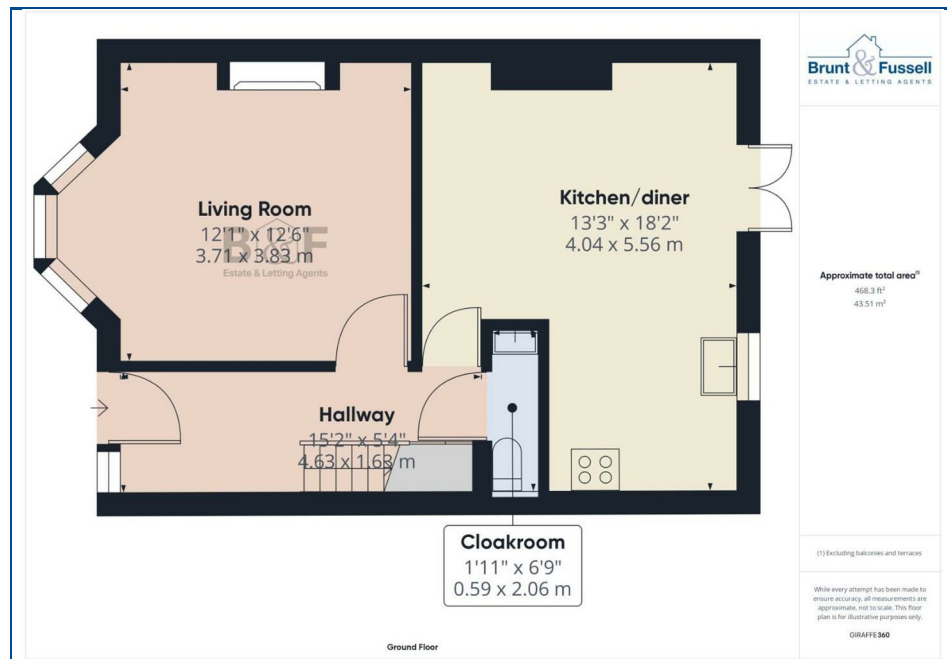 Living Room
12'1" x 12'6"
3.71 x 3.83 m
B & F
Estate & Letting Agents
Kitchen/diner
13'3" x 18'2"
4.04 x 5.56 m
Hallway
15'2" x 5'4"
4.63 x 1.63 m
Cloakroom
1'11" x 6'9"
0.59 x 2.06 m
Ground Floor
Brunt & Fussell
ESTATE & LETTING AGENTS
Approximate total area(1)
468.3 ft²
43.51 m²
(1) Excluding balconies and terraces
While every attempt has been made to
ensure accuracy, all measurements are
approximate, not to scale. This floor
plan is for illustrative purposes only.
GIRAFFE360